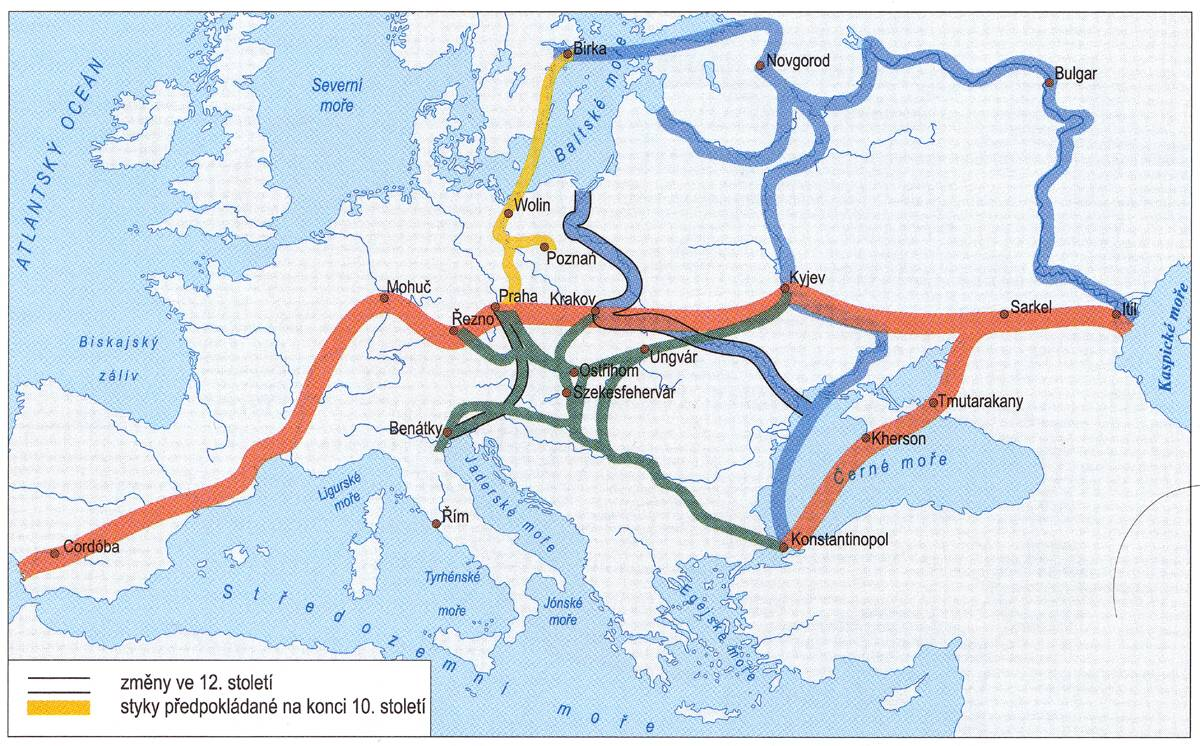 Birka
Novgorod
Bulgar
Severní
moře
ATLANTSKÝ OCEÁN
Baltské moře
Wolin
Poznaň
Kyjev
Mohuč
Praha
Krakov
Řezno
Sarkel
Itil
Kaspické moře
Biskajský
záliv
Ungvár
Ostřihom
Szekesfehervár
Tmutarakany
Benátky
Kherson
Černé moře
Jaderské moře
Ligurské
moře
Řím
Cordóba
Konstantinopol
Tyrhénské
moře
Jónské
moře
Egejské moře
Středozemní
moře
změny ve 12. století
styky předpokládané na konci 10. století